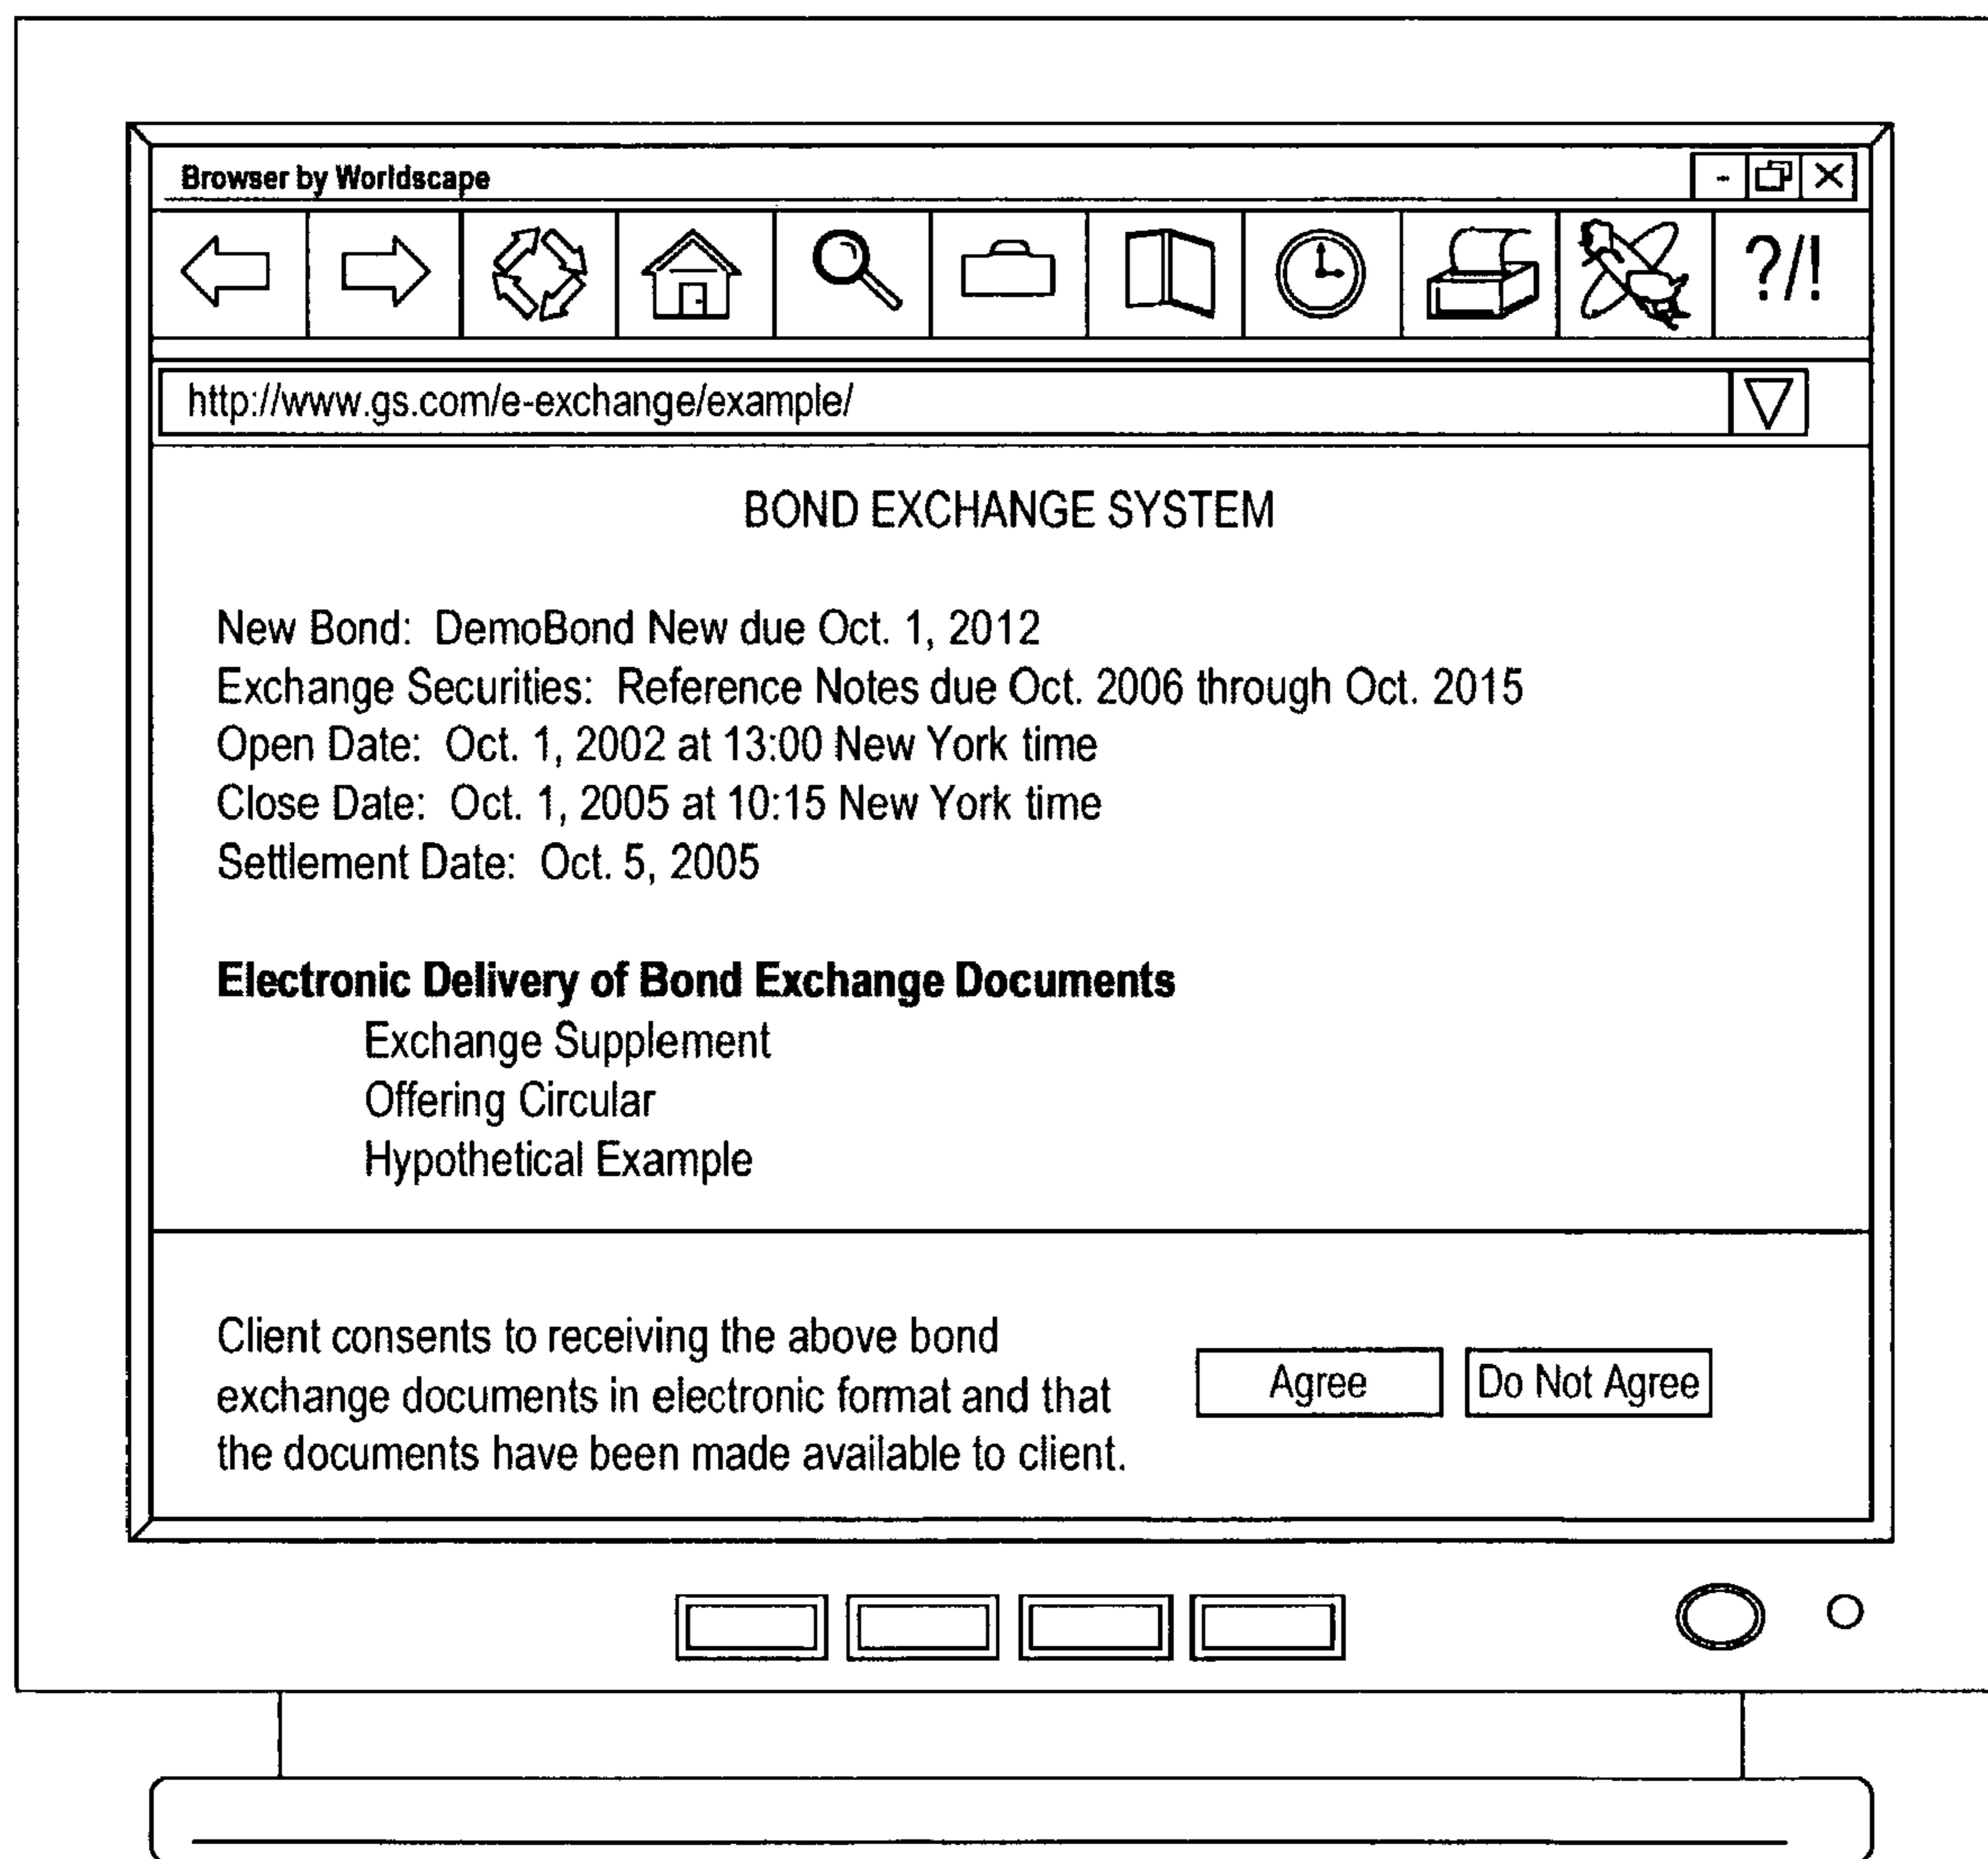 Browser by Worldscape
?/!
http://www.gs.com/e-exchange/example/
BOND EXCHANGE SYSTEM
New Bond: DemoBond New due Oct. 1, 2012
Exchange Securities: Reference Notes due Oct. 2006 through Oct. 2015
Open Date: Oct. 1, 2002 at 13:00 New York time
Close Date: Oct. 1, 2005 at 10:15 New York time
Settlement Date: Oct. 5, 2005
Electronic Delivery of Bond Exchange Documents
Exchange Supplement
Offering Circular
Hypothetical Example
Client consents to receiving the above bond
exchange documents in electronic format and that
the documents have been made available to client.
Agree
Do Not Agree